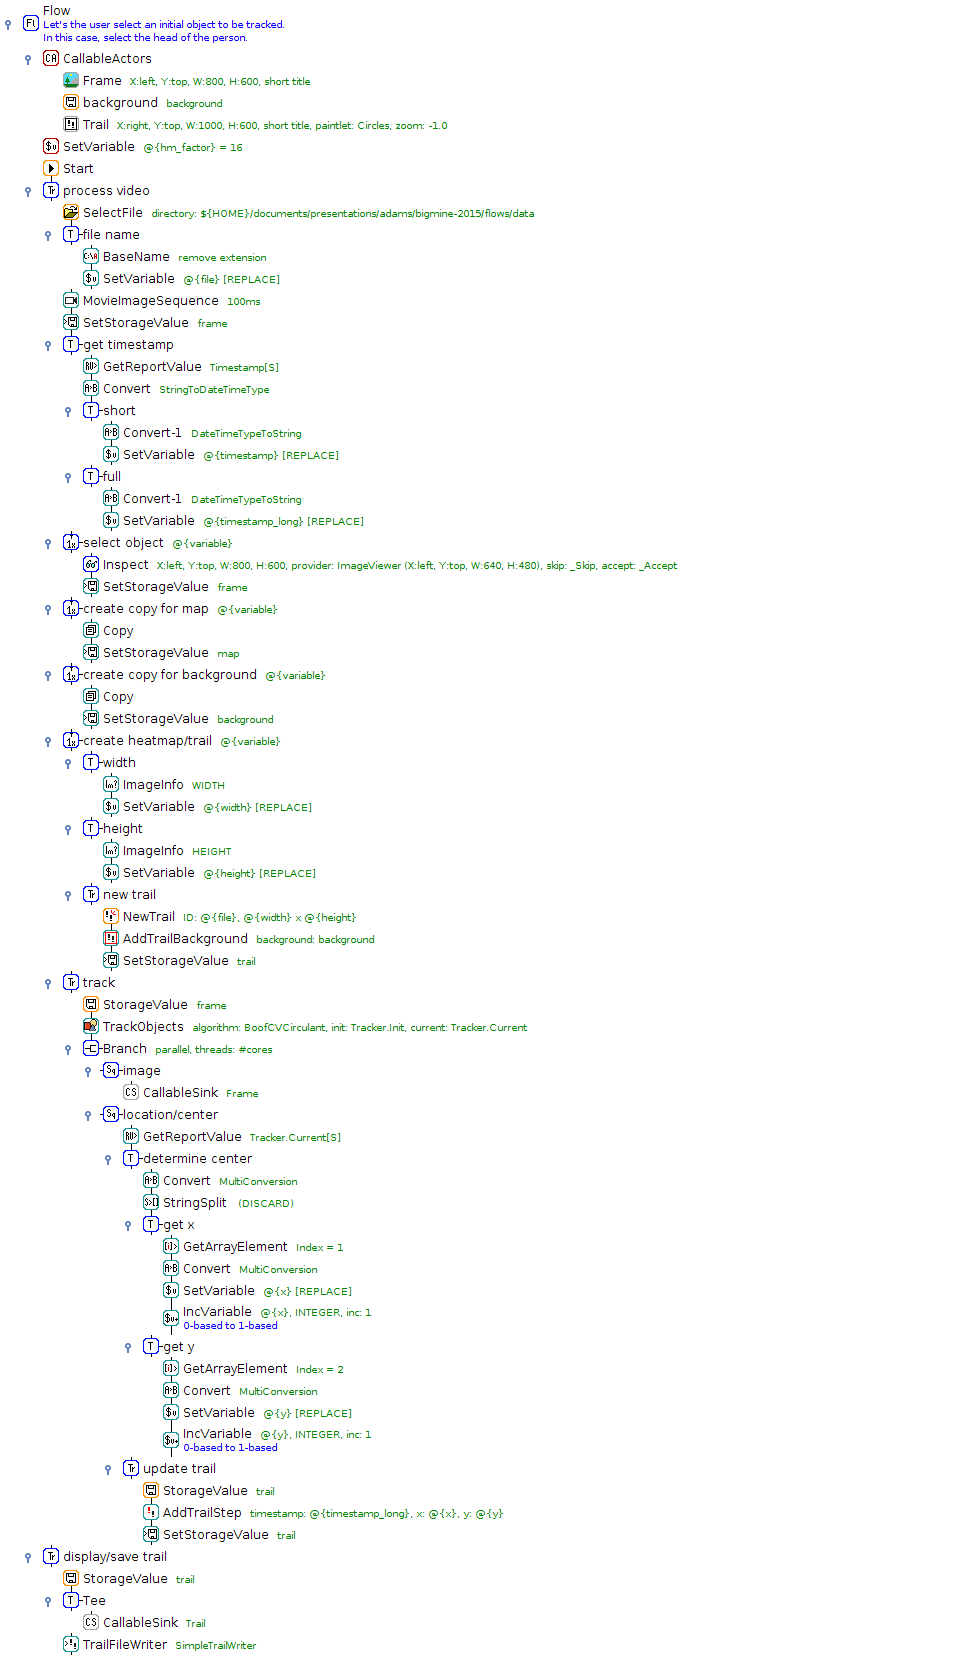 Flow
Let's the user select an initial object to be tracked.
In this case, select the head of the person.
CallableActors
Frame X:left, Y:top, W:800, H:600, short title
background background
Trail X:right, Y:top, W:1000, H:600, short title, paintlet: Circles, zoom: -1.0
SetVariable @{hm_factor} = 16
Start
process video
SelectFile directory: ${HOME}/documents/presentations/adams/bigmine-2015/flows/data
file name
BaseName remove extension
SetVariable @{file} [REPLACE]
MovieImageSequence 100ms
SetStorageValue frame
get timestamp
GetReportValue Timestamp[S]
Convert StringToDateTimeType
short
Convert-1 DateTimeTypeToString
SetVariable @{timestamp} [REPLACE]
full
Convert-1 DateTimeTypeToString
SetVariable @{timestamp_long} [REPLACE]
select object @{variable}
Inspect X:left, Y:top, W:800, H:600, provider: ImageViewer (X:left, Y:top, W:640, H:480), skip: _Skip, accept: _Accept
SetStorageValue frame
create copy for map @{variable}
Copy
SetStorageValue map
create copy for background @{variable}
Copy
SetStorageValue background
create heatmap/trail @{variable}
width
ImageInfo WIDTH
SetVariable @{width} [REPLACE]
height
ImageInfo HEIGHT
SetVariable @{height} [REPLACE]
new trail
NewTrail ID: @{file}, @{width} x @{height}
AddTrailBackground background: background
SetStorageValue trail
track
StorageValue frame
TrackObjects algorithm: BoofCVCirculant, init: Tracker.Init, current: Tracker.Current
Branch parallel, threads: #cores
image
CallableSink Frame
location/center
GetReportValue Tracker.Current[S]
determine center
Convert MultiConversion
StringSplit (DISCARD)
get x
GetArrayElement Index = 1
Convert MultiConversion
SetVariable @{x} [REPLACE]
IncVariable @{x}, INTEGER, inc: 1
0-based to 1-based
get y
GetArrayElement Index = 2
Convert MultiConversion
SetVariable @{y} [REPLACE]
IncVariable @{y}, INTEGER, inc: 1
0-based to 1-based
update trail
StorageValue trail
AddTrailStep timestamp: @{timestamp_long}, x: @{x}, y: @{y}
SetStorageValue trail
display/save trail
StorageValue trail
Tee
CallableSink Trail
TrailFileWriter SimpleTrailWriter